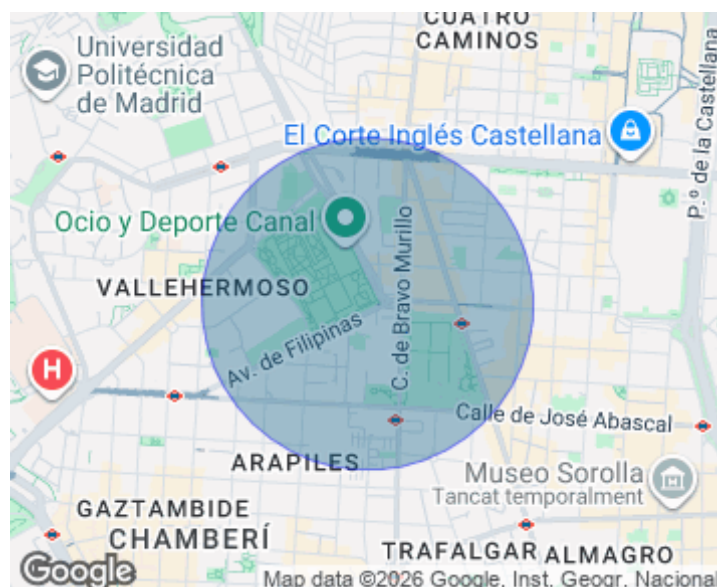 CUATRO
CAMINOS
Universidad
Politécnica
de Madrid
El Corte Inglés Castellana
P.º de la Castellana
Ocio y Deporte Canal
C. de Bravo Murillo
VALLEHERMOSO
Av. de Filipinas
H
Calle de José Abascal
ARAPILES
Museo Sorolla
Tancat temporalment
GAZTAMBIDE
CHAMBERÍ
TRAFALGAR
ALMAGRO
Google
Map data ©2026 Google, Inst. Geogr. Nacional